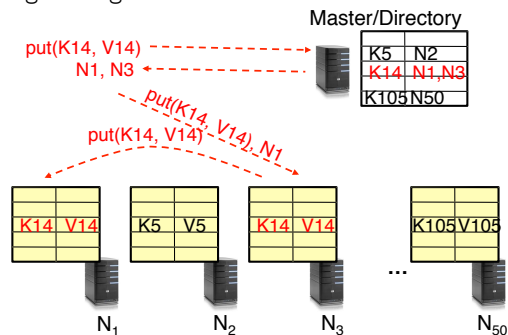 Master/Directory
put(K14, V14)
N1, N3
K5 N2
K14 N1,N3
K105 N50
put(K14, V14), N1
put(K14, V14)
K14 V14
K5 V5
K14 V14
K105 V105
...
N1
N2
N3
N50